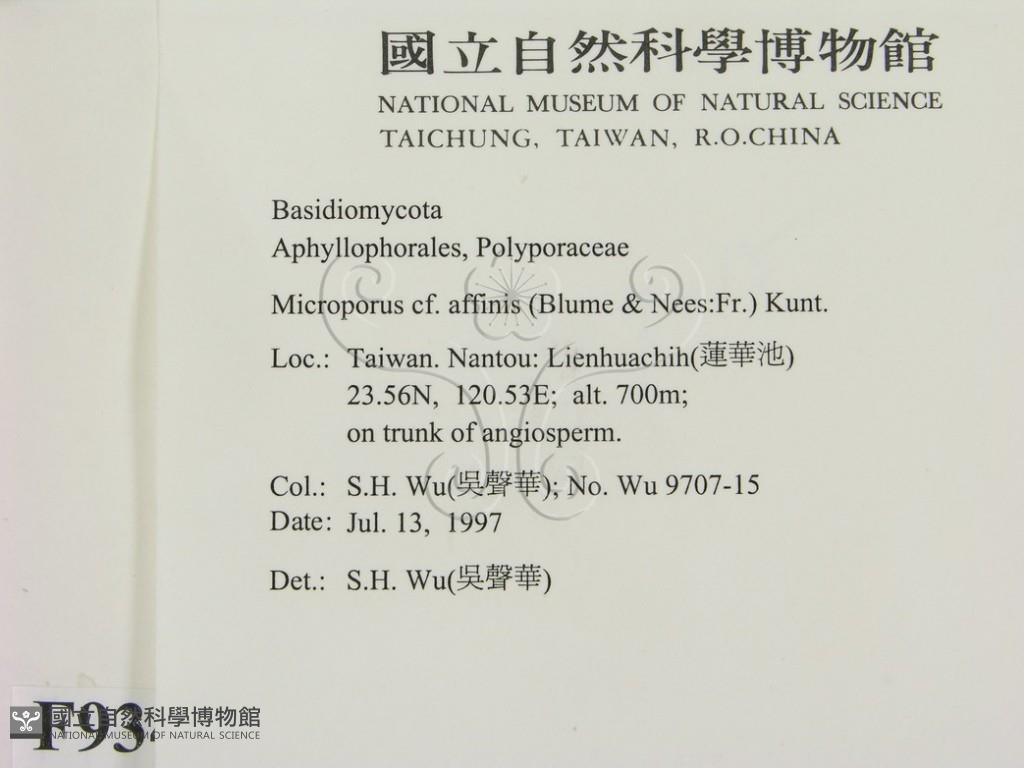 國立自然科學博物館
NATIONAL MUSEUM OF NATURAL SCIENCE
TAICHUNG, TAIWAN, R.O.CHINA
Basidiomycota
Aphyllophorales, Polyporaceae
Microporus cf. affinis (Blume & Nees:Fr.) Kunt.
Loc.: Taiwan. Nantou: Lienhuachih(蓮華池)
23.56N, 120.53E; alt. 700m;
on trunk of angiosperm.
Col.: S.H. Wu(吳聲華); No. Wu 9707-15
Date: Jul. 13, 1997
Det.: S.H. Wu(吳聲華)
國立自然科學博物館
NATIONAL MUSEUM OF NATURAL SCIENCE